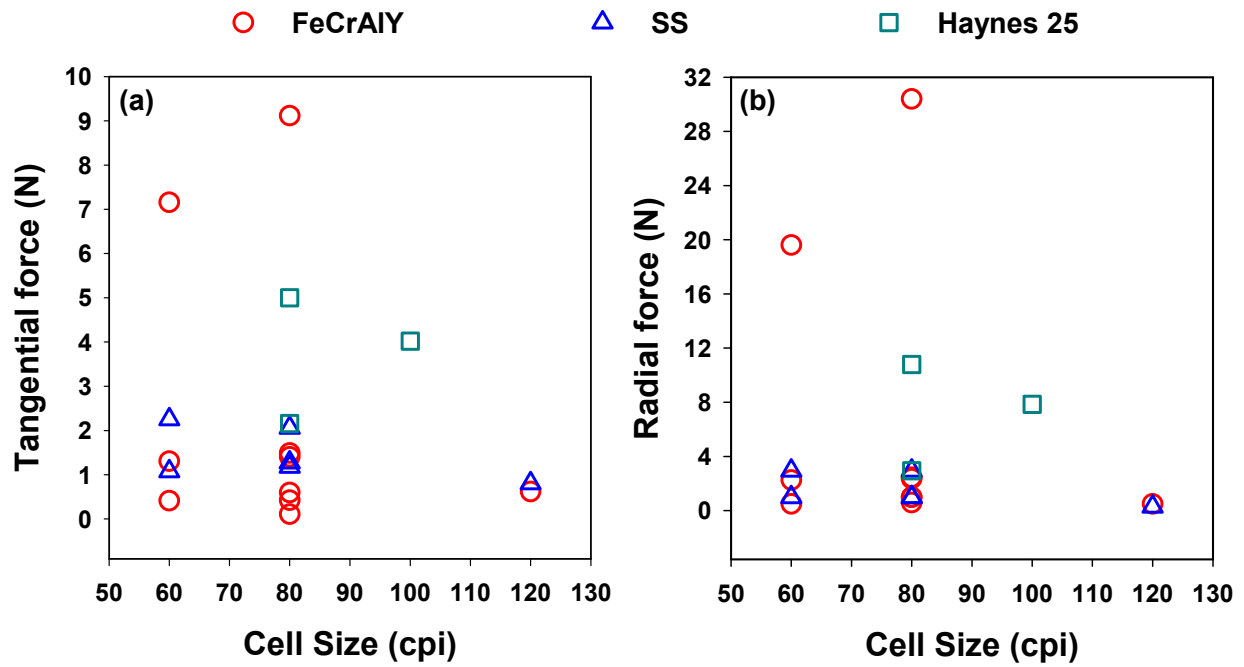 FeCrAlY SS Haynes 25
(a)
10
9
8
7
6
5
4
3
2
1
0
Tangential force (N)
50 60 70 80 90 100 110 120 130
Cell Size (cpi)
(b)
32
28
24
20
16
12
8
4
0
Radial force (N)
50 60 70 80 90 100 110 120 130
Cell Size (cpi)